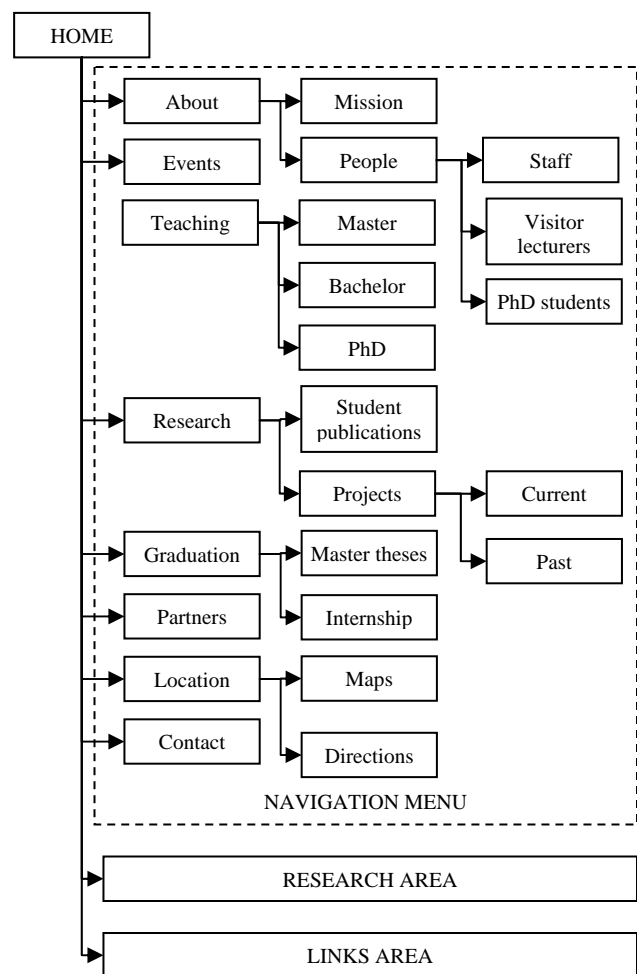 HOME
About
Mission
People
Staff
Events
Visitor
lecturers
Teaching
Master
Bachelor
PhD students
PhD
Research
Student
publications
Projects
Current
Graduation
Master theses
Past
Partners
Internship
Location
Maps
Contact
Directions
NAVIGATION MENU
RESEARCH AREA
LINKS AREA